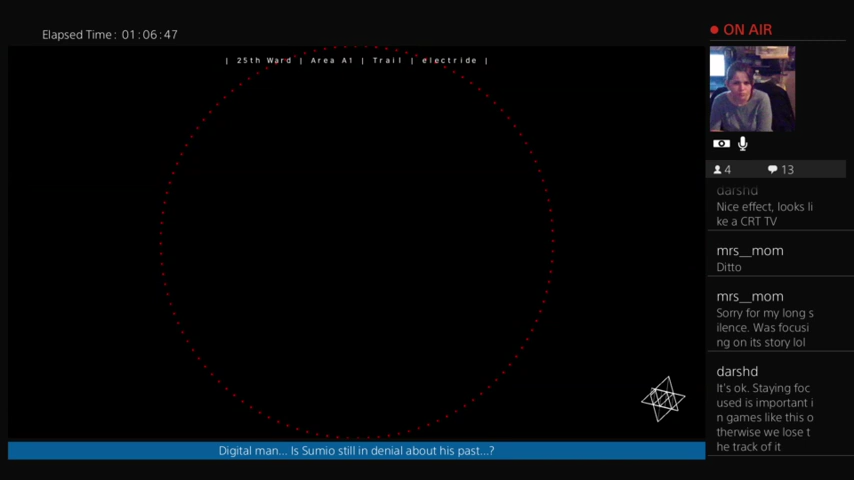 Elapsed Time: 01:06:47
ON AIR
| 25th Ward | Area A1 | Trail | electride |
4
13
darshd
Nice effect, looks li
ke a CRT TV
mrs__mom
Ditto
mrs__mom
Sorry for my long s
ilence. Was focusi
ng on its story lol
darshd
It's ok. Staying foc
used is important i
n games like this o
therwise we lose t
he track of it
Digital man... Is Sumio still in denial about his past...?